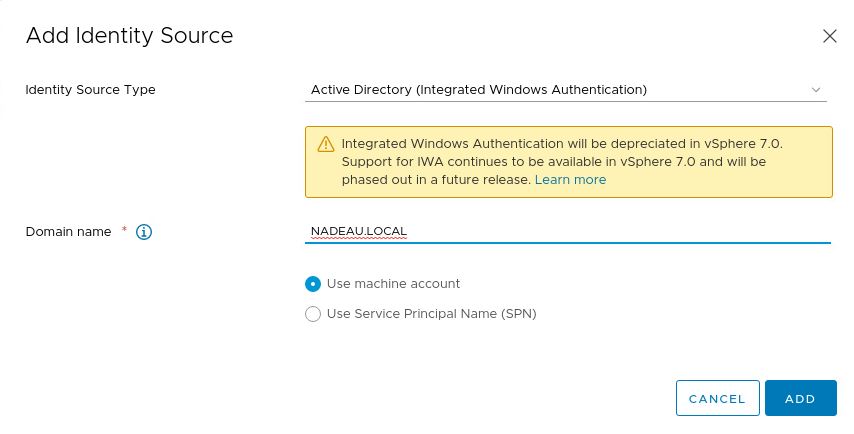 Add Identity Source
Identity Source Type
Active Directory (Integrated Windows Authentication)
Integrated Windows Authentication will be depreciated in vSphere 7.0.
Support for IWA continues to be available in vSphere 7.0 and will be
phased out in a future release. Learn more
Domain name *
NADEAU.LOCAL
Use machine account
Use Service Principal Name (SPN)
CANCEL
ADD